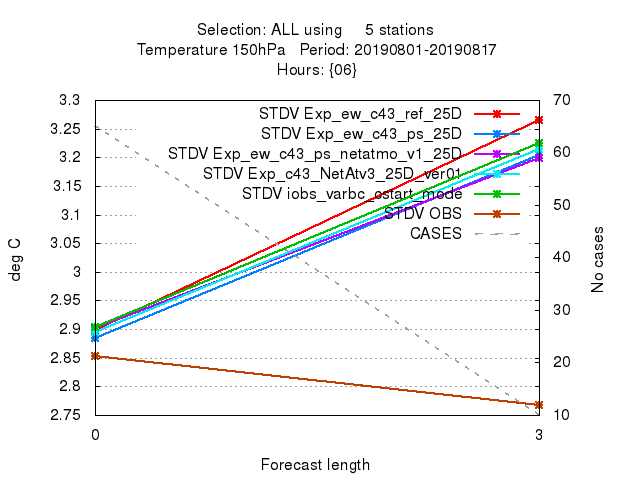 Selection: ALL using 5 stations
Temperature 150hPa Period: 20190801-20190817
Hours: {06}
STDV Exp_ew_c43_ref_25D
STDV Exp_ew_c43_ps_25D
STDV Exp_ew_c43_ps_netatmo_v1_25D
STDV Exp_c43_NetAtv3_25D_ver01
STDV iobs_varbc_cstart_mode
STDV OBS
CASES
3.3
3.25
3.2
3.15
3.1
3.05
3
2.95
2.9
2.85
2.8
2.75
deg C
70
60
50
40
30
20
10
No cases
0
3
Forecast length